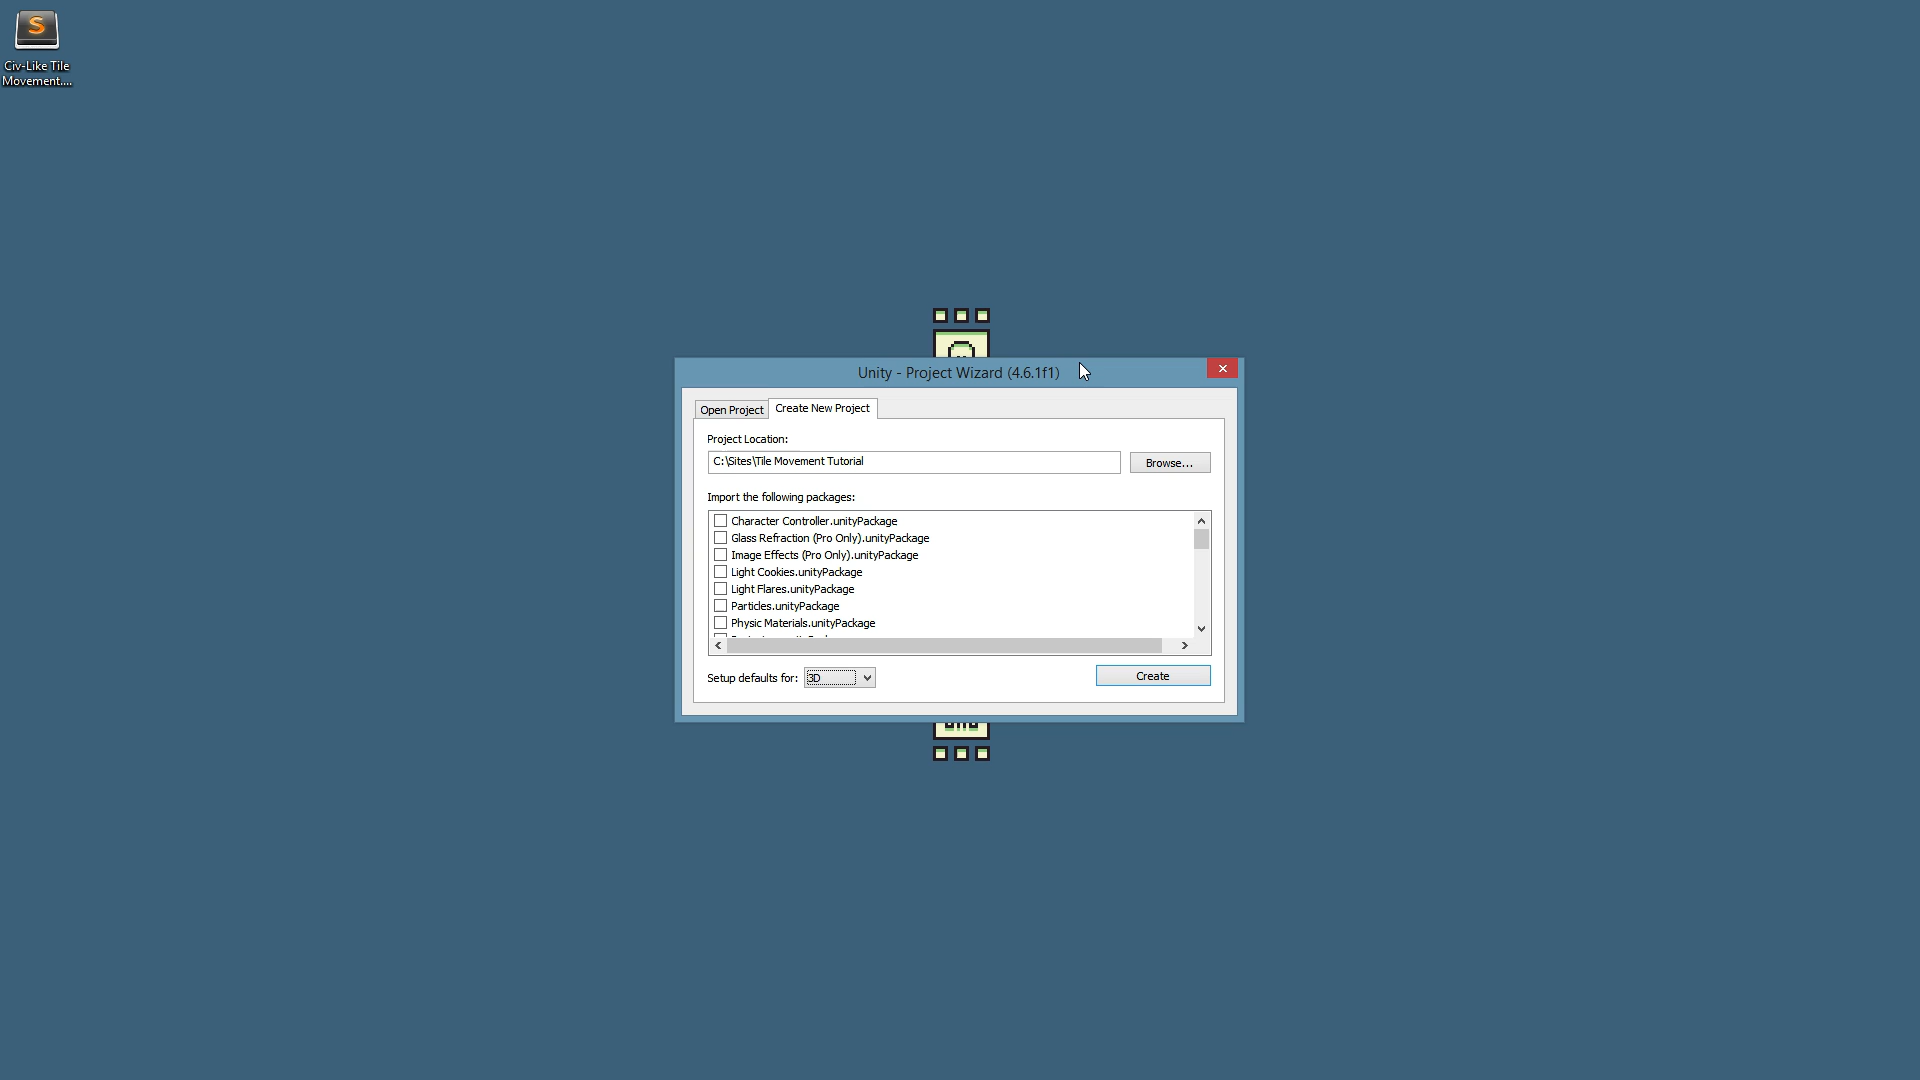 S
Civ-Like Tile
Movement....
Unity - Project Wizard (4.6.1f1)
Open Project
Create New Project
Project Location:
C:\Sites\Tile Movement Tutorial
Browse...
Import the following packages:
Character Controller.unityPackage
Glass Refraction (Pro Only).unityPackage
Image Effects (Pro Only).unityPackage
Light Cookies.unityPackage
Light Flares.unityPackage
Particles.unityPackage
Physic Materials.unityPackage
Setup defaults for:
3D
Create